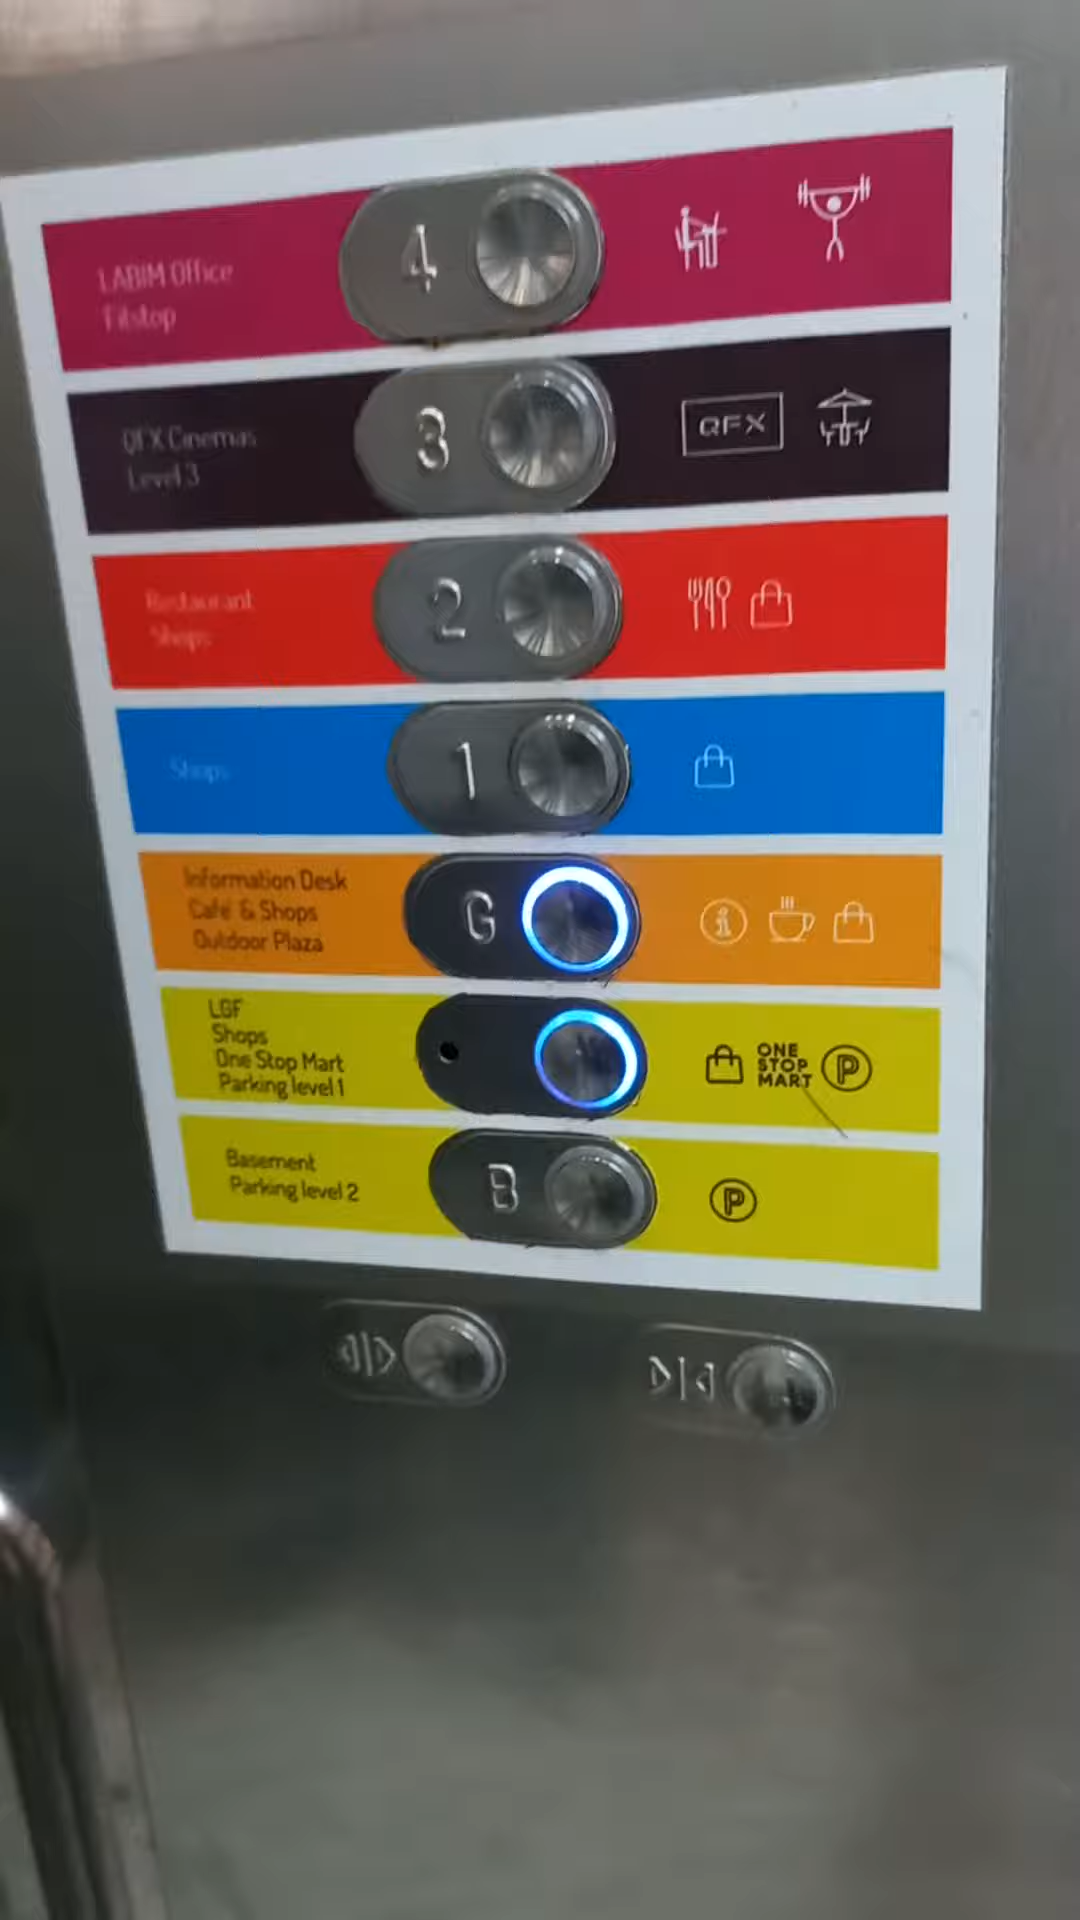 LABIM Office
Fitstop
4
QFX Cinemas
Level 3
3
QFX
Restaurant
Shops
2
Shops
1
Information Desk
Café & Shops
Outdoor Plaza
G
i
LGF
Shops
One Stop Mart
Parking level 1
ONE
STOP
MART
P
Basement
Parking level 2
B
P